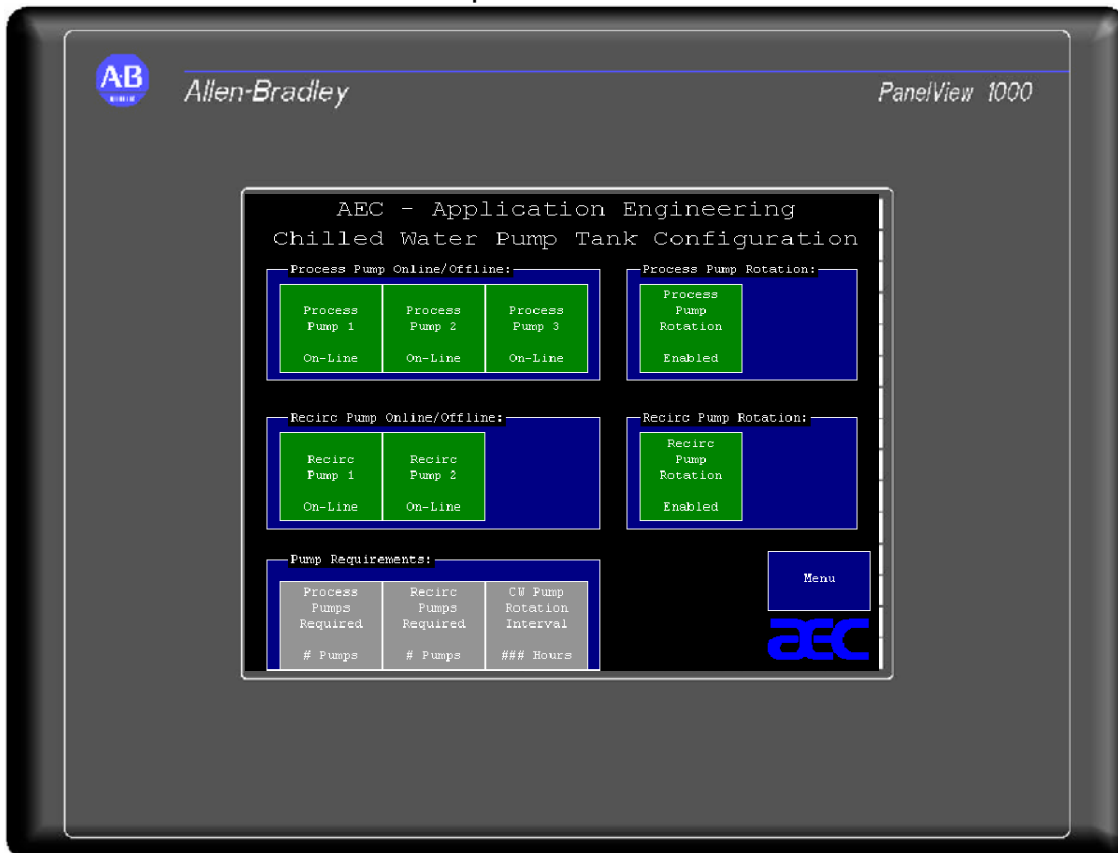 A·B
Allen-Bradley
PanelView 1000
AEC - Application Engineering
Chilled Water Pump Tank Configuration
Process Pump Online/Offline:
Process
Pump 1
On-Line
Process
Pump 2
On-Line
Process
Pump 3
On-Line
Process Pump Rotation:
Process
Pump
Rotation
Enabled
Recirc Pump Online/Offline:
Recirc
Pump 1
On-Line
Recirc
Pump 2
On-Line
Recirc Pump Rotation:
Recirc
Pump
Rotation
Enabled
Pump Requirements:
Process
Pumps
Required
# Pumps
Recirc
Pumps
Required
# Pumps
CW Pump
Rotation
Interval
### Hours
Menu
aec